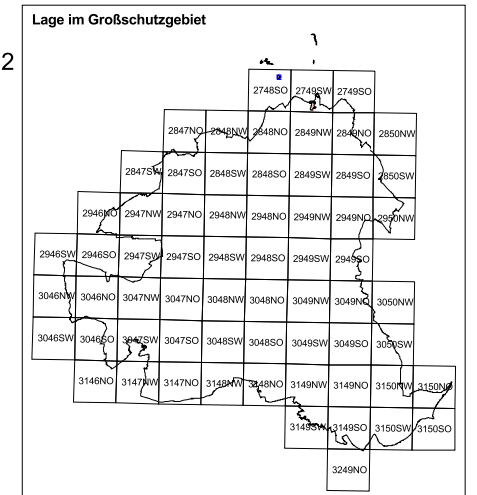 Lage im Großschutzgebiet
2
2748SO 2749SW 2749SO
2847NO 2848NW 2848NO 2849NW 2849NO 2850NW
2847SW 2847SO 2848SW 2848SO 2849SW 2849SO 2850SW
2946NO 2947NW 2947NO 2948NW 2948NO 2949NW 2949NO 2950NW
2946SW 2946SO 2947SW 2947SO 2948SW 2948SO 2949SW 2949SO
3046NW 3046NO 3047NW 3047NO 3048NW 3048NO 3049NW 3049NO 3050NW
3046SW 3046SO 3047SW 3047SO 3048SW 3048SO 3049SW 3049SO 3050SW
3146NO 3147NW 3147NO 3148NW 3148NO 3149NW 3149NO 3150NW 3150NO
3149SW 3149SO 3150SW 3150SO
3249NO